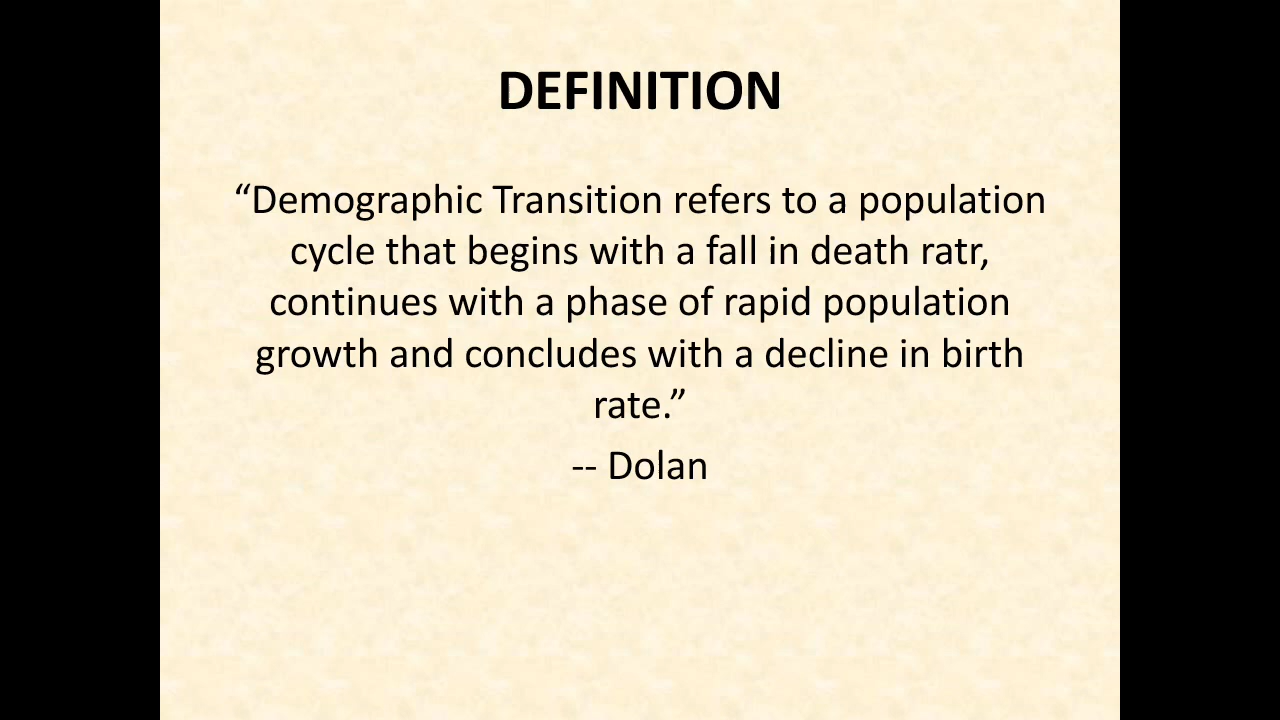 DEFINITION
“Demographic Transition refers to a population
cycle that begins with a fall in death ratr,
continues with a phase of rapid population
growth and concludes with a decline in birth
rate.”
-- Dolan